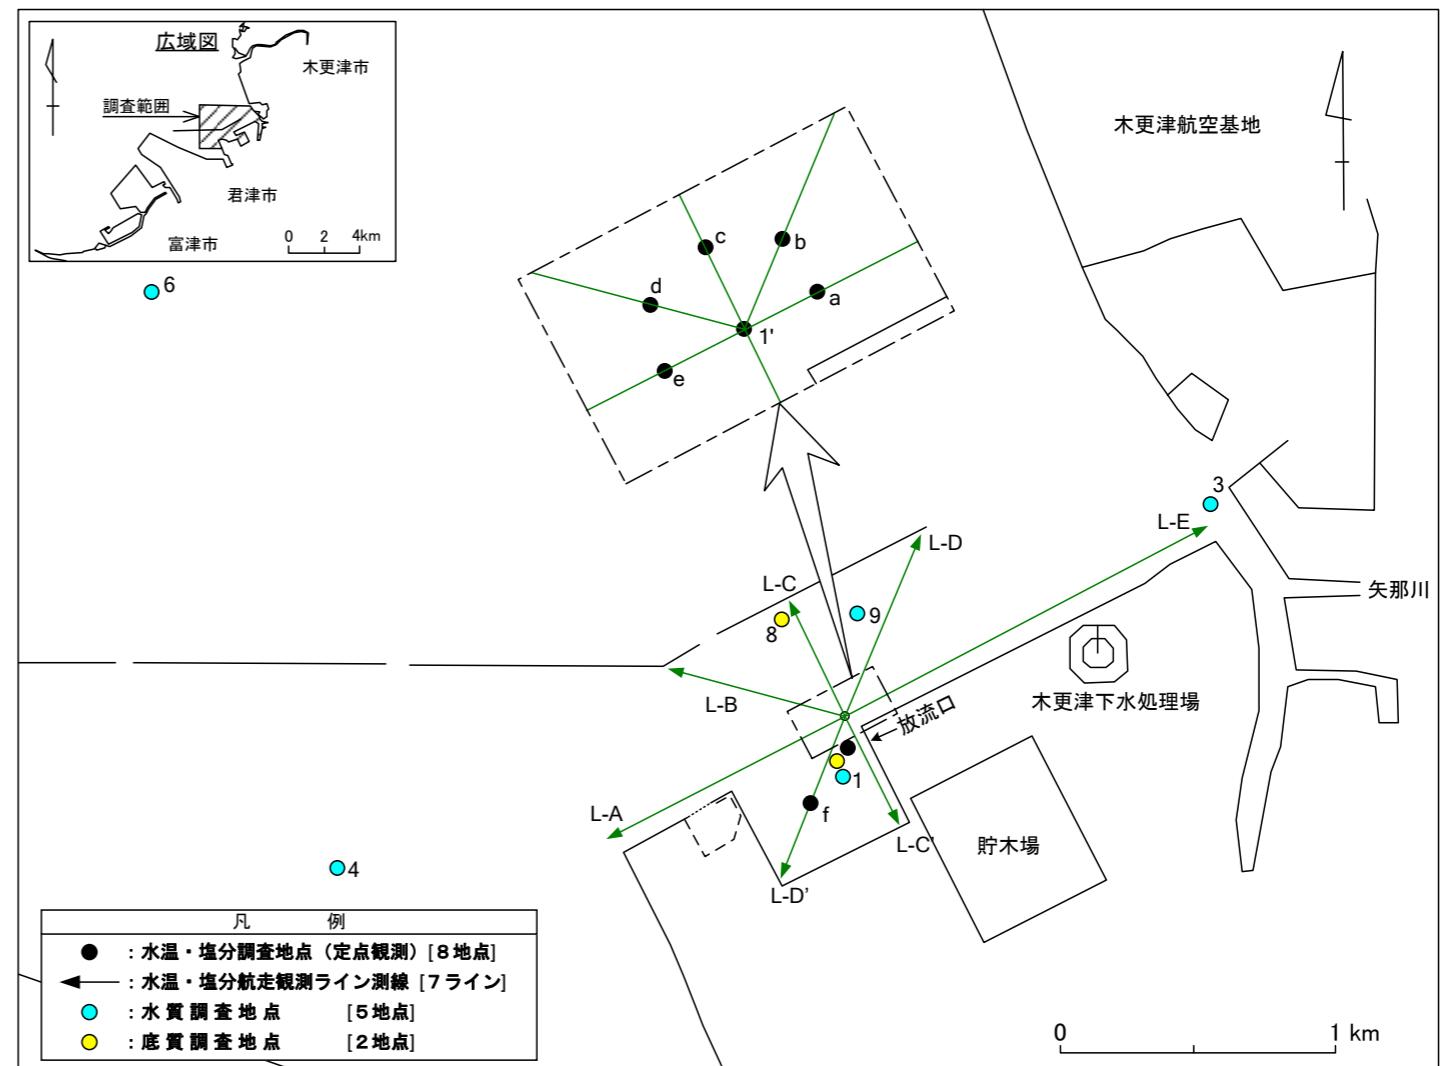 広域図
木更津市
調査範囲
君津市
富津市
0 2 4km
木更津航空基地
6
c
b
d
a
1'
e
3
L-E
L-D
L-C
9
8
矢那川
L-B
木更津下水処理場
放流口
1
L-A
f
L-C'
貯木場
4
L-D’
凡 例
：水温・塩分調査地点（定点観測）[８地点]
：水温・塩分航走観測ライン測線 [７ライン]
：水 質 調 査 地 点 [５地点]
：底 質 調 査 地 点 [２地点]
0 1 km